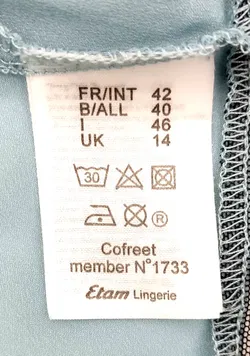 FR/INT 42
B/ALL 40
I 46
UK 14
30
®
Cofreet
member N°1733
Etam Lingerie